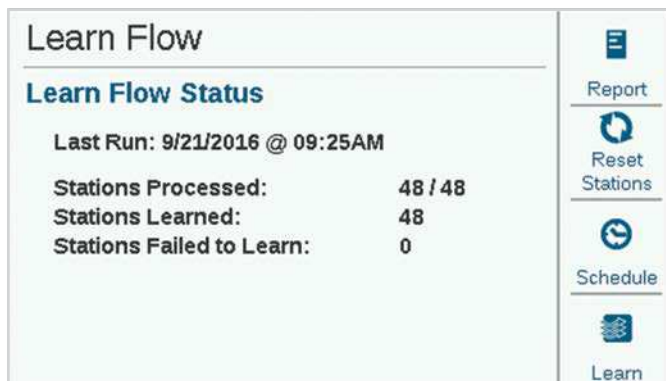 Learn Flow
Learn Flow Status
Last Run: 9/21/2016 @ 09:25AM
Stations Processed: 48 / 48
Stations Learned: 48
Stations Failed to Learn: 0
Report
Reset
Stations
Schedule
Learn